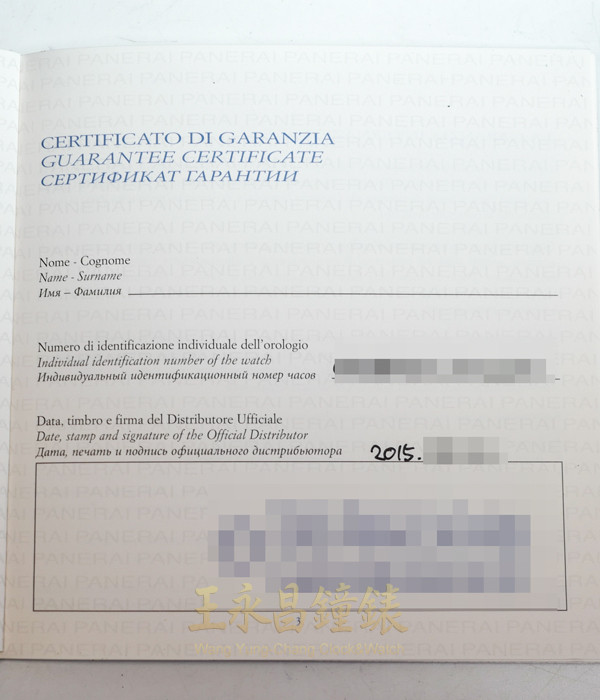 CERTIFICATO DI GARANZIA
GUARANTEE CERTIFICATE
СЕРТИФИКАТ ГАРАНТИИ
Nome - Cognome
Name - Surname
Имя – Фамилия
Numero di identificazione individuale dell'orologio
Individual identification number of the watch
Индивидуальный идентификационный номер часов
Data, timbro e firma del Distributore Ufficiale
Date, stamp and signature of the Official Distributor
Дата, печать и подпись официального дистрибьютора
2015.
王永昌鐘錶
3